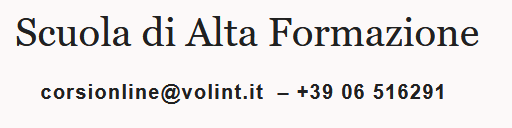 Scuola di Alta Formazione
corsionline@volint.it – +39 06 516291